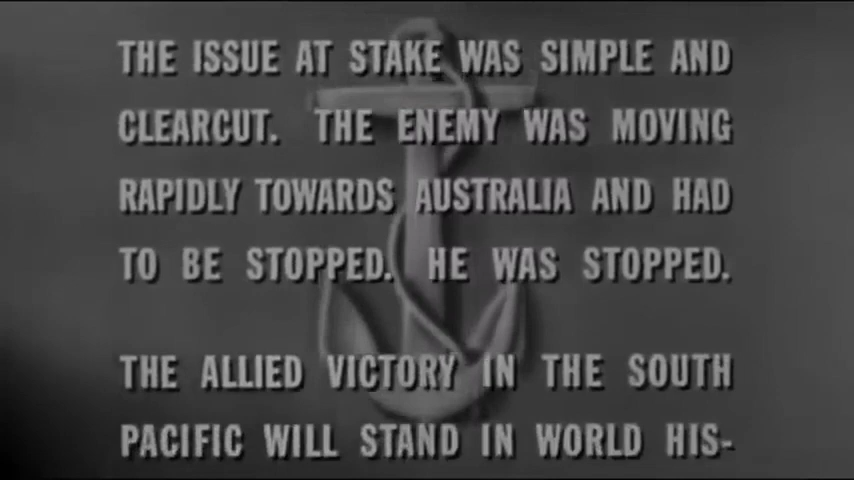 THE ISSUE AT STAKE WAS SIMPLE AND
CLEARCUT. THE ENEMY WAS MOVING
RAPIDLY TOWARDS AUSTRALIA AND HAD
TO BE STOPPED. HE WAS STOPPED.
THE ALLIED VICTORY IN THE SOUTH
PACIFIC WILL STAND IN WORLD HIS-